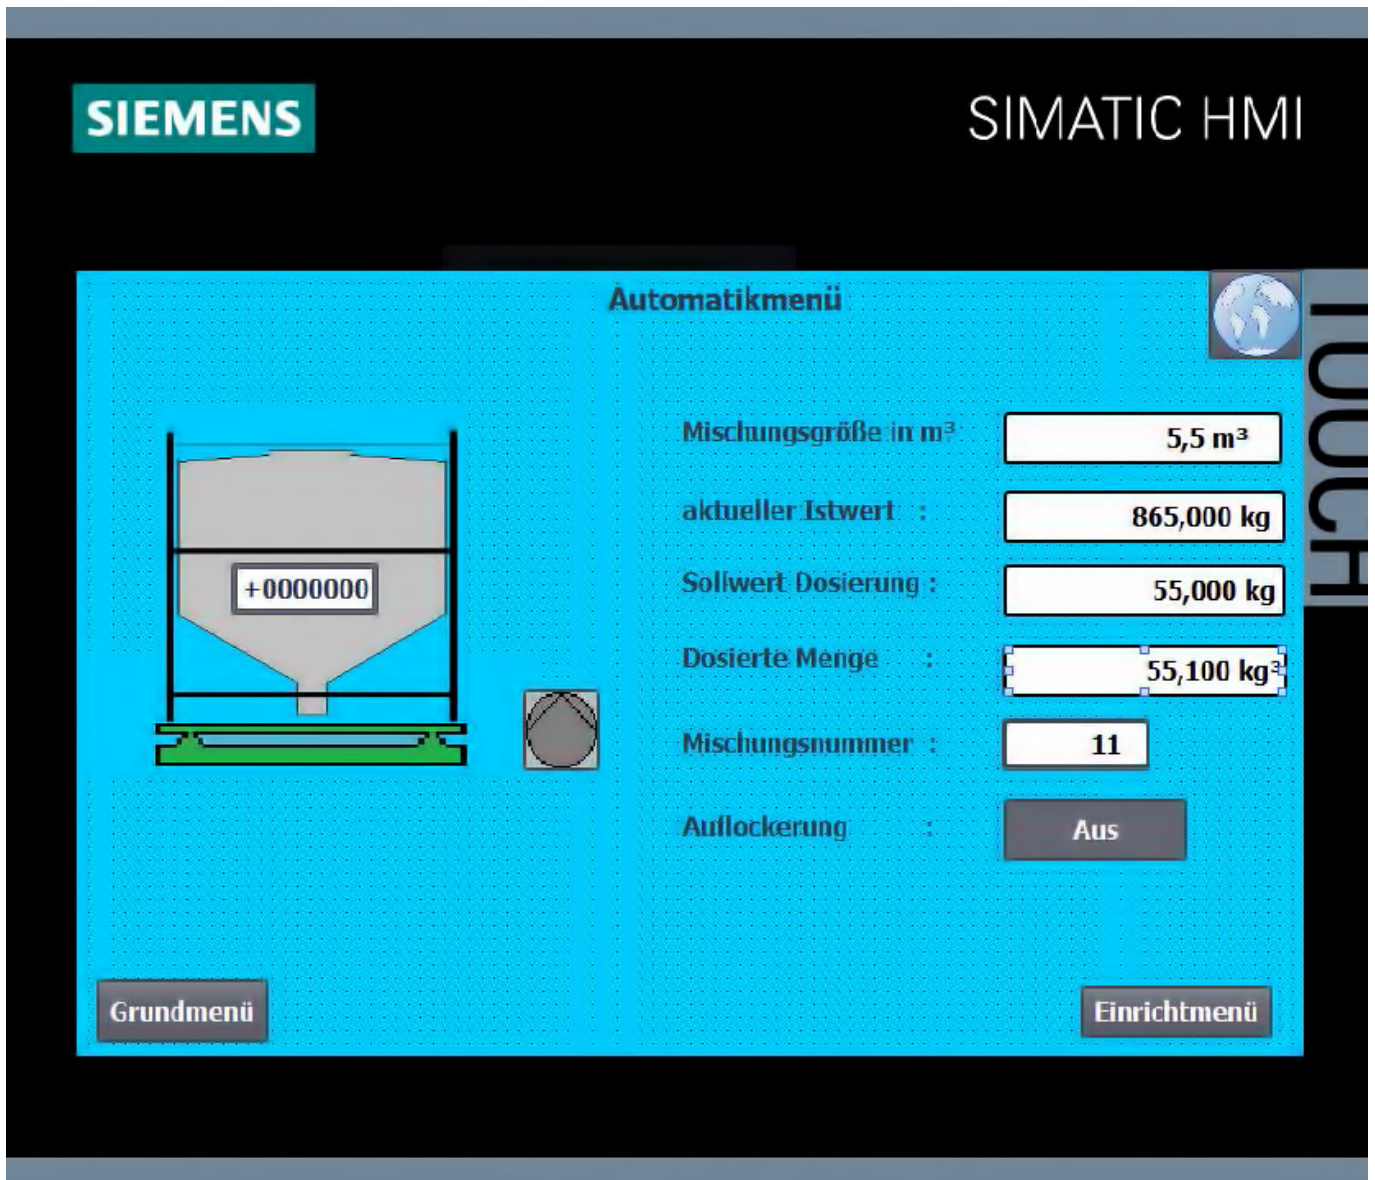 SIEMENS
SIMATIC HMI
TOUCH
Automatikmenü
Mischungsgröße in m³ 5,5 m³
aktueller Istwert : 865,000 kg
+0000000
Sollwert Dosierung : 55,000 kg
Dosierte Menge : 55,100 kg³
Mischungsnummer : 11
Auflockerung : Aus
Grundmenü
Einrichtmenü